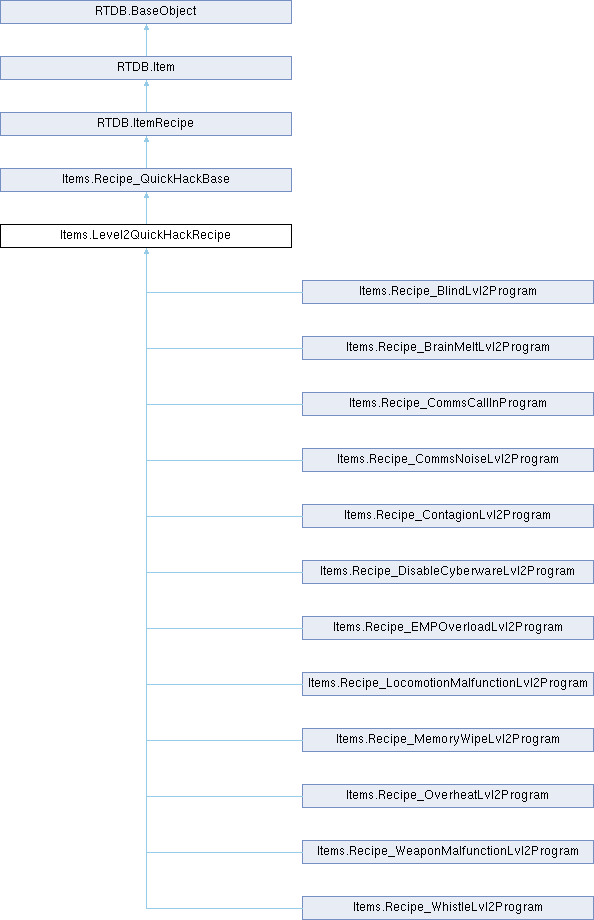 RTDB.BaseObject
RTDB.Item
RTDB.ItemRecipe
Items.Recipe_QuickHackBase
Items.Level2QuickHackRecipe
Items.Recipe_BlindLvl2Program
Items.Recipe_BrainMeltLvl2Program
Items.Recipe_CommsCallInProgram
Items.Recipe_CommsNoiseLvl2Program
Items.Recipe_ContagionLvl2Program
Items.Recipe_DisableCyberwareLvl2Program
Items.Recipe_EMPOverloadLvl2Program
Items.Recipe_LocomotionMalfunctionLvl2Program
Items.Recipe_MemoryWipeLvl2Program
Items.Recipe_OverheatLvl2Program
Items.Recipe_WeaponMalfunctionLvl2Program
Items.Recipe_WhistleLvl2Program